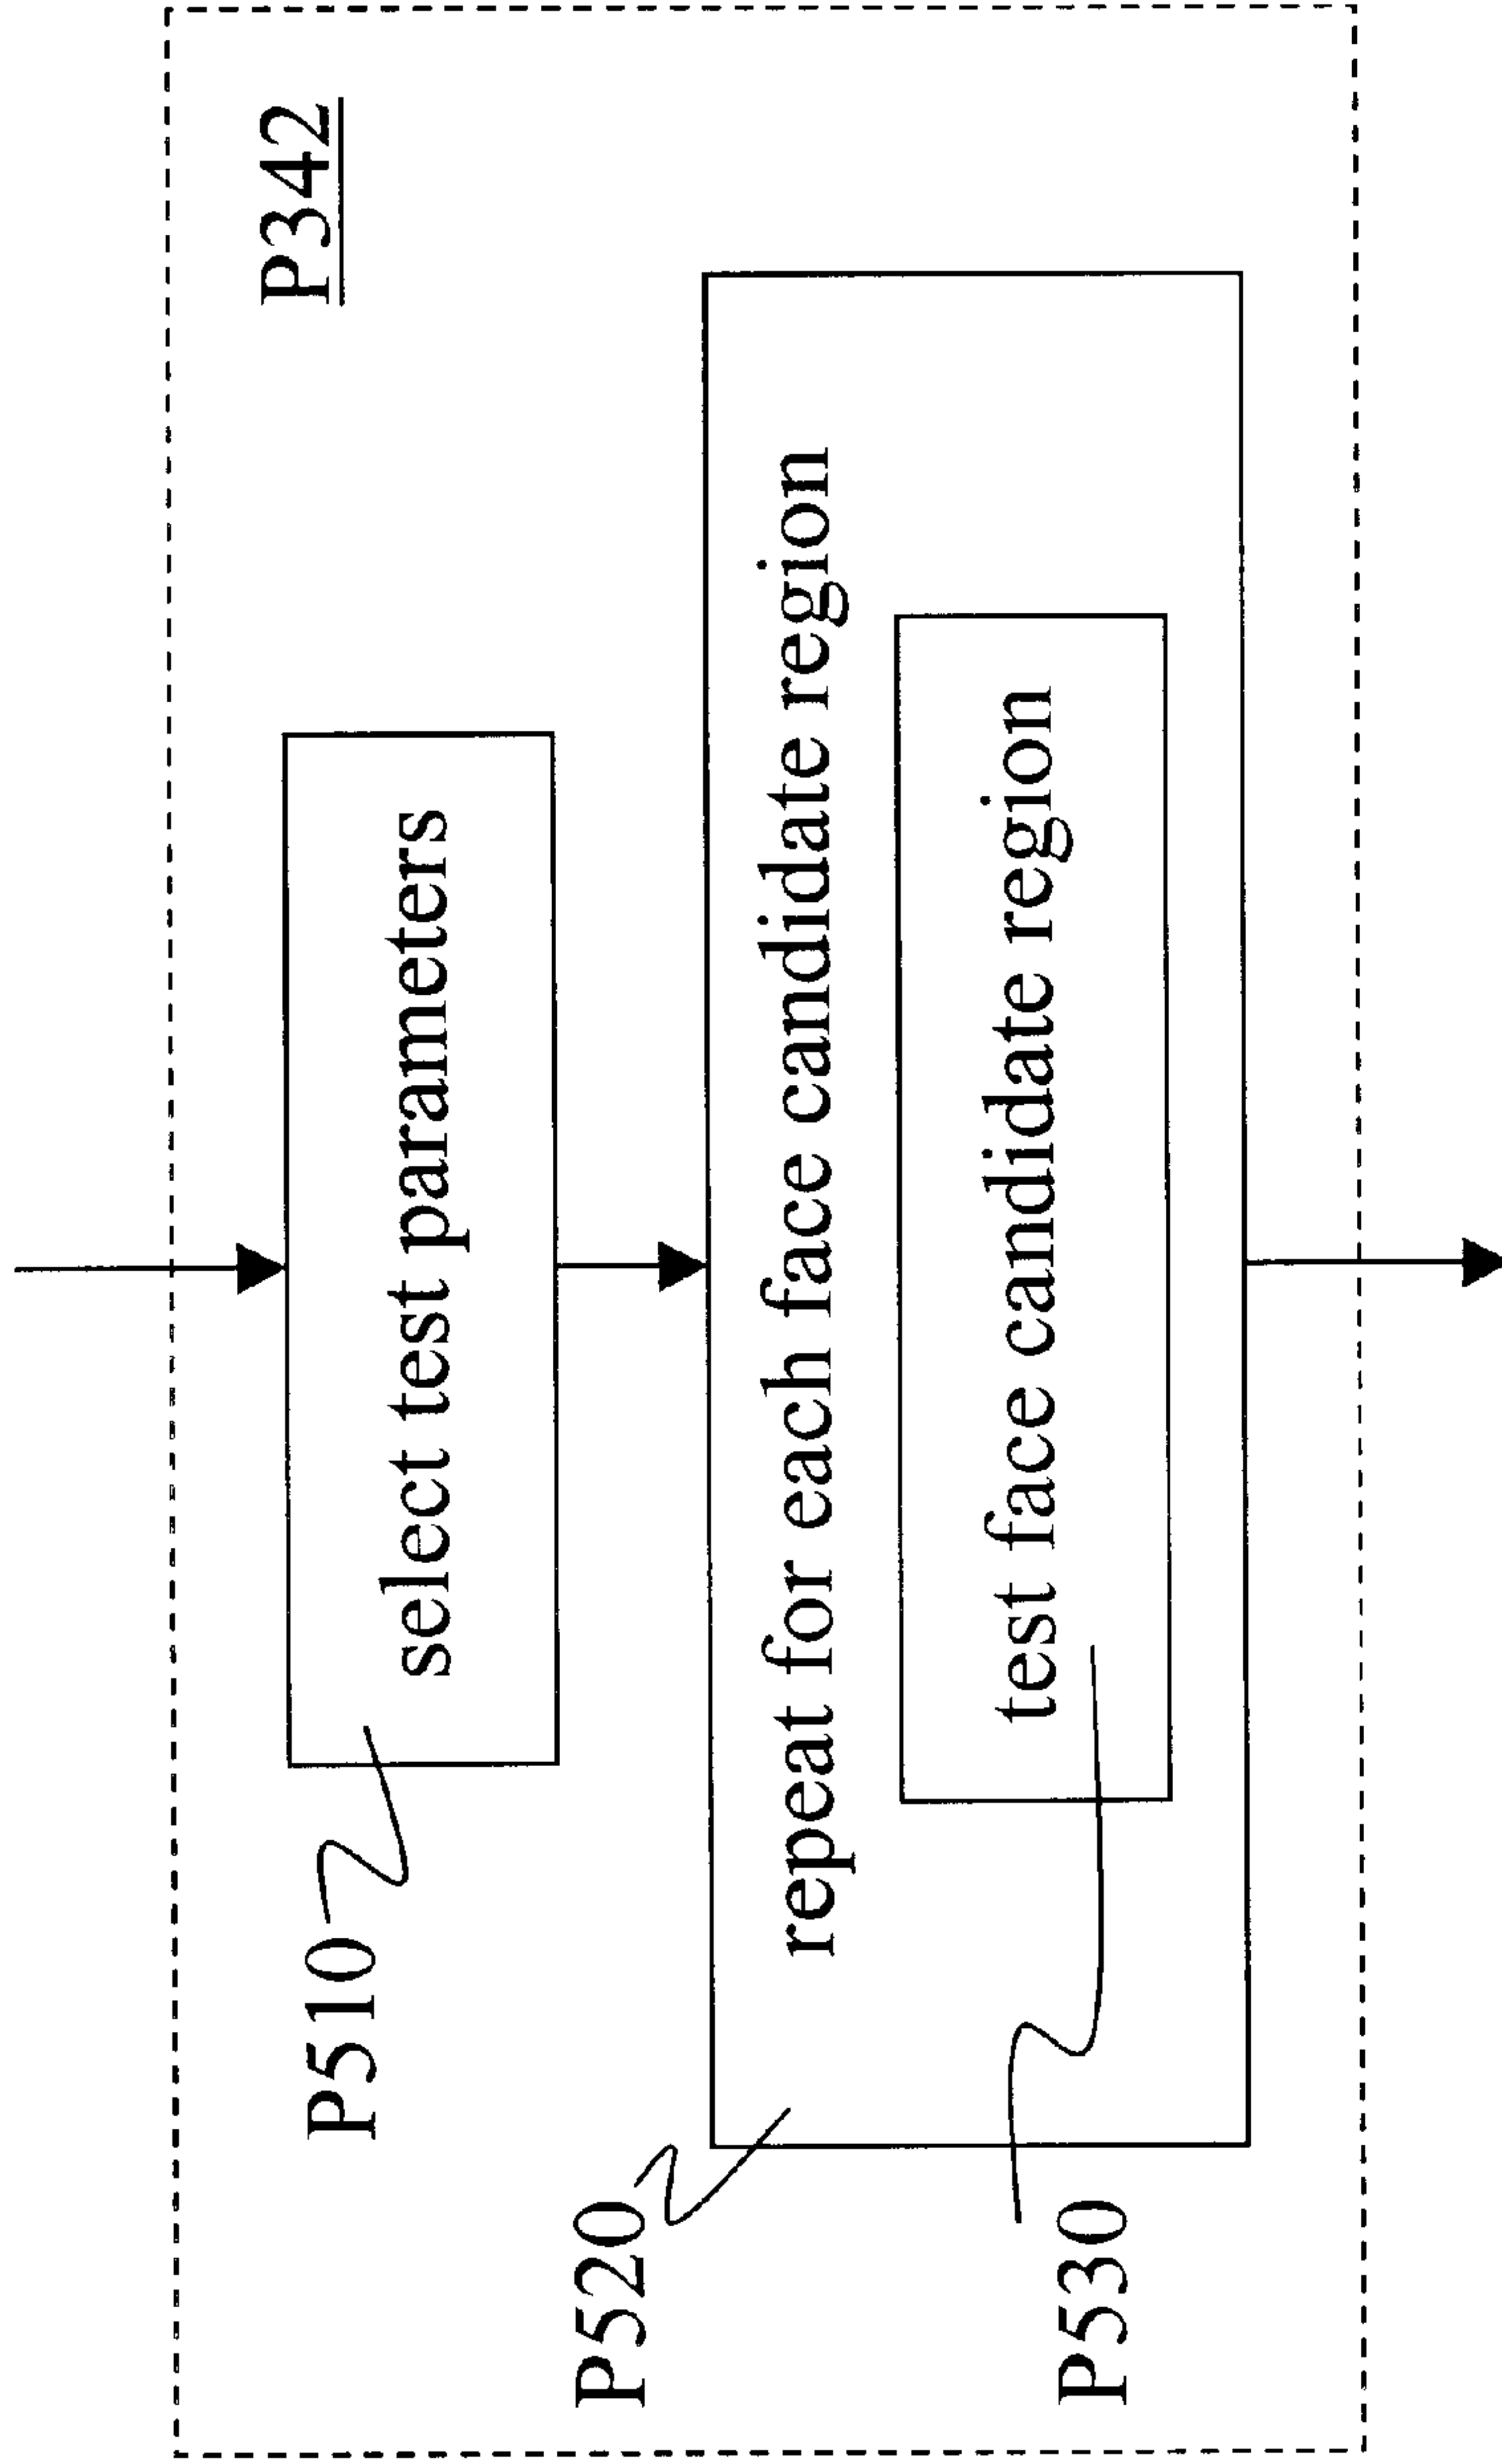 P342
P510
select test parameters
P520
repeat for each face candidate region
test face candidate region
P530